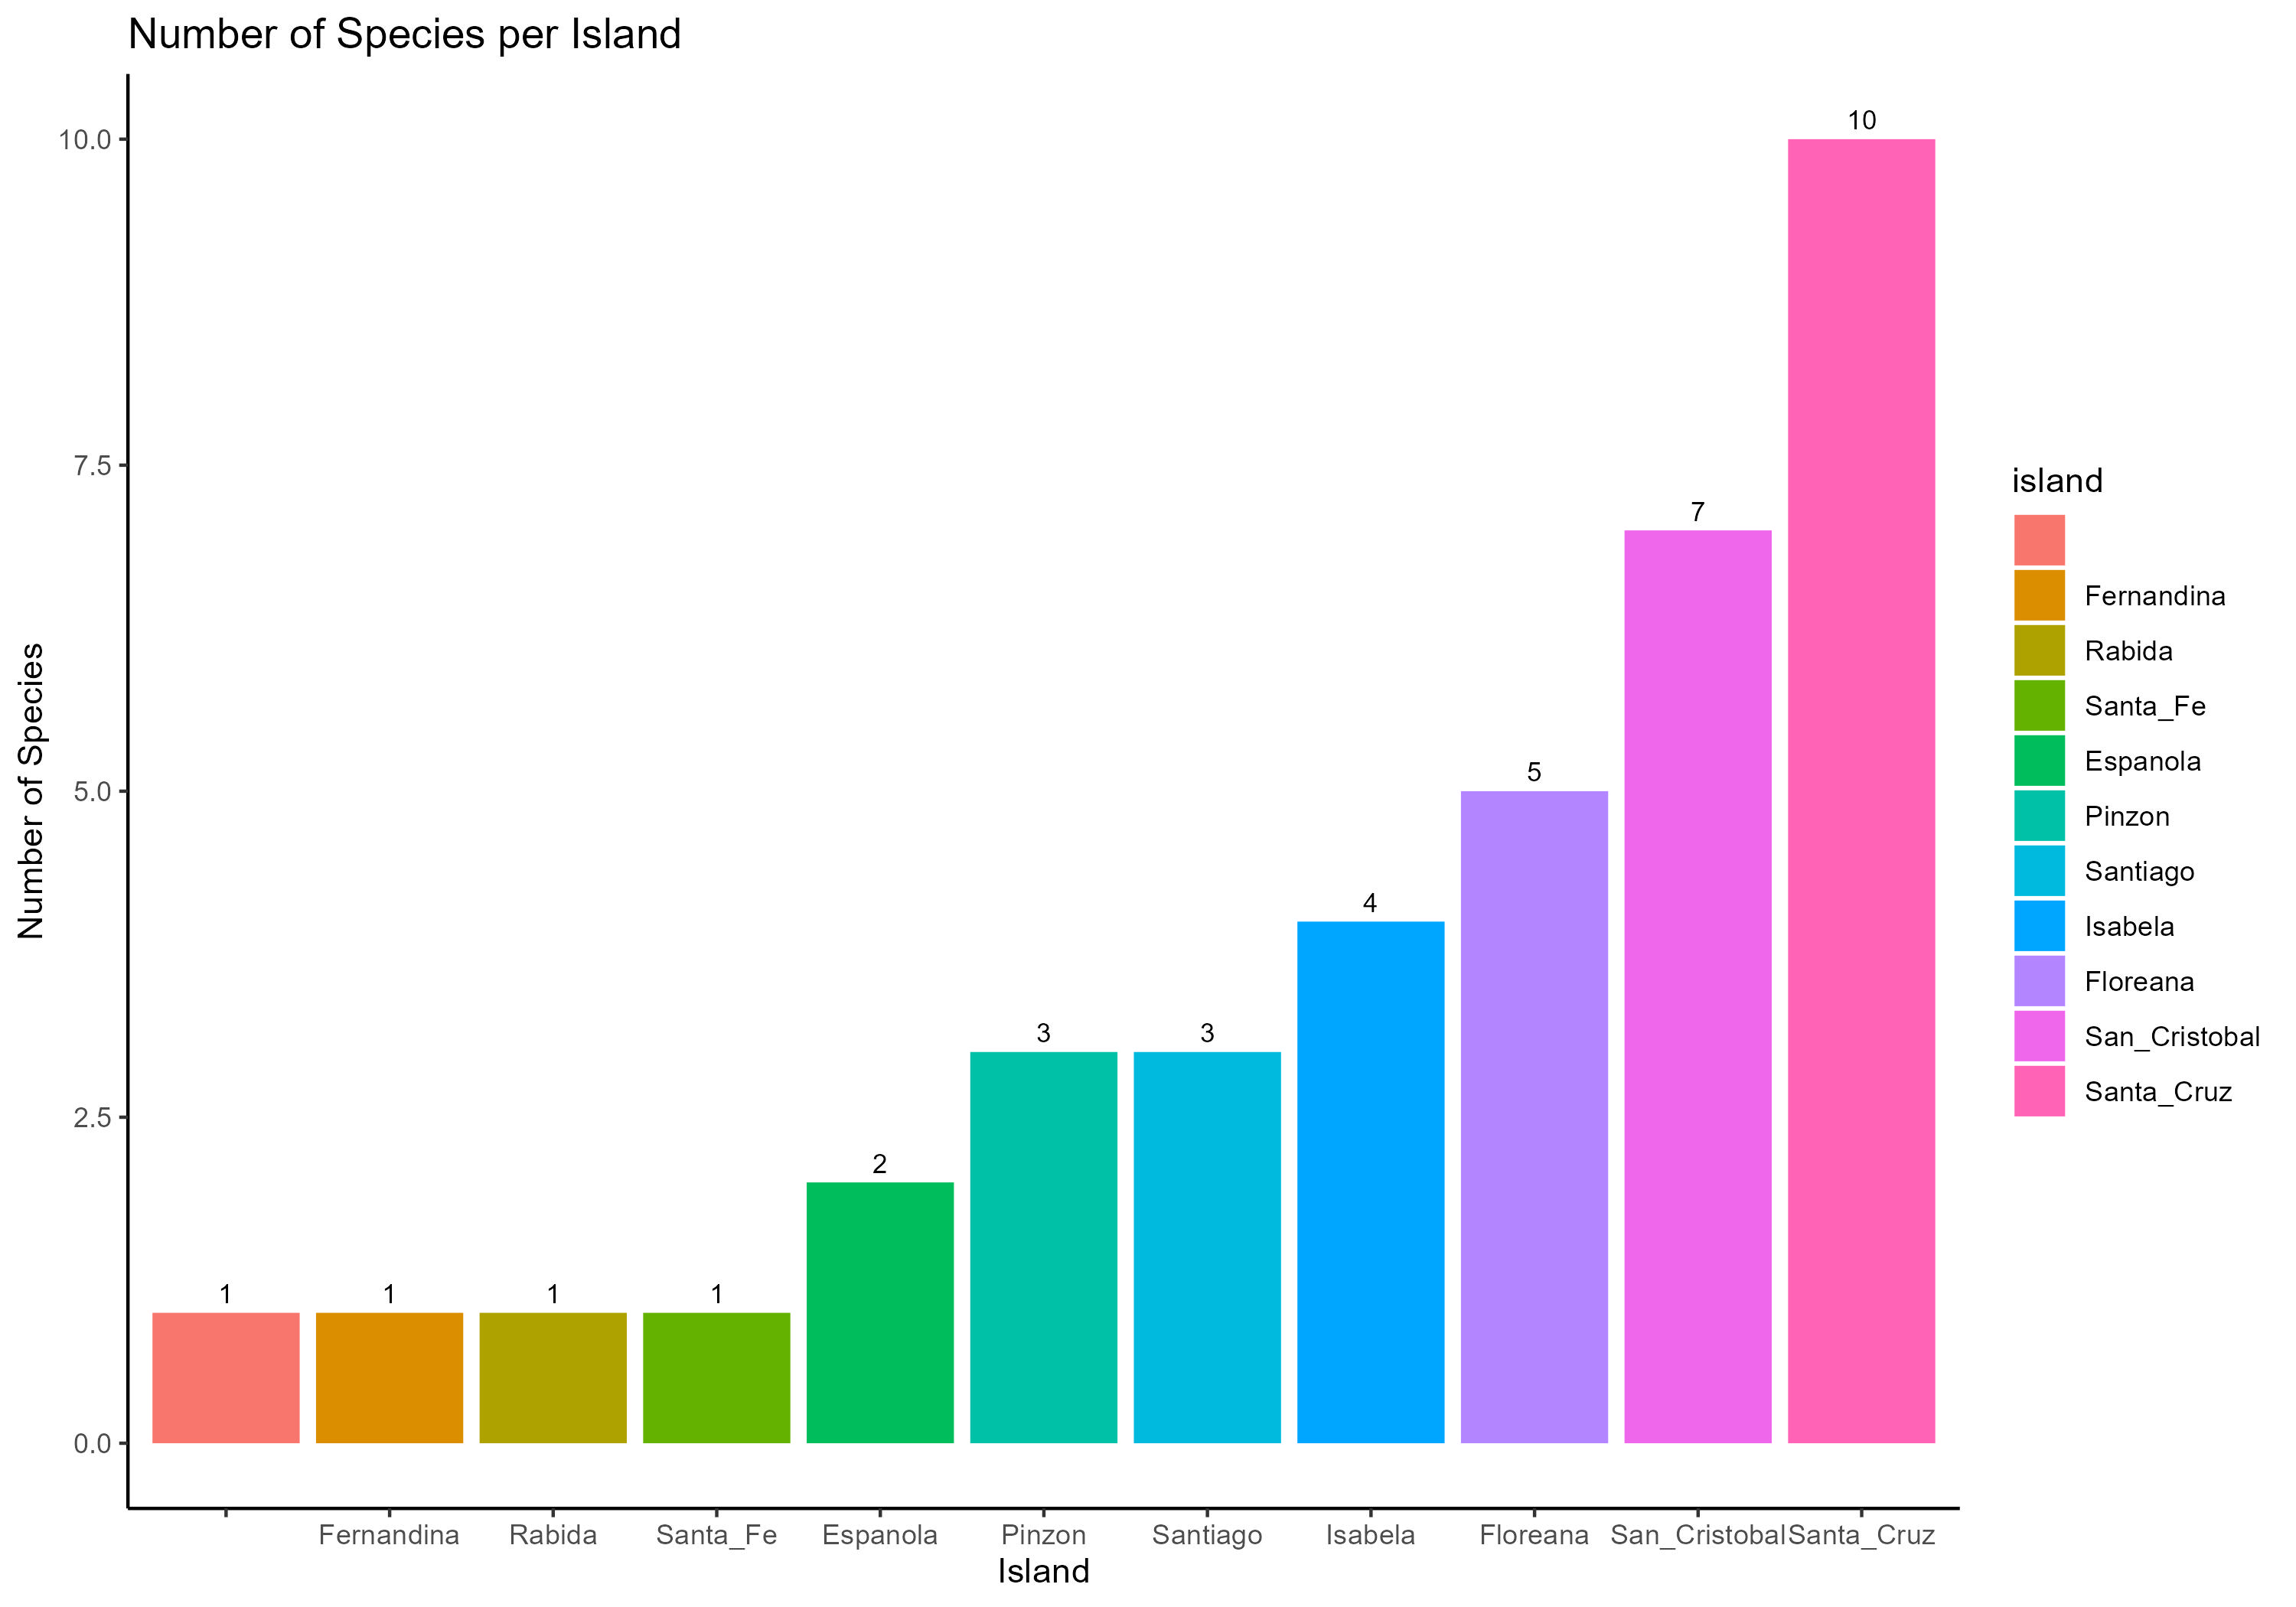 Number of Species per Island
Number of Species
10.0
7.5
5.0
2.5
0.0
1
1
1
1
2
3
3
4
5
7
10
Fernandina
Rabida
Santa_Fe
Espanola
Pinzon
Santiago
Isabela
Floreana
San_Cristobal
Santa_Cruz
Island
island
Fernandina
Rabida
Santa_Fe
Espanola
Pinzon
Santiago
Isabela
Floreana
San_Cristobal
Santa_Cruz